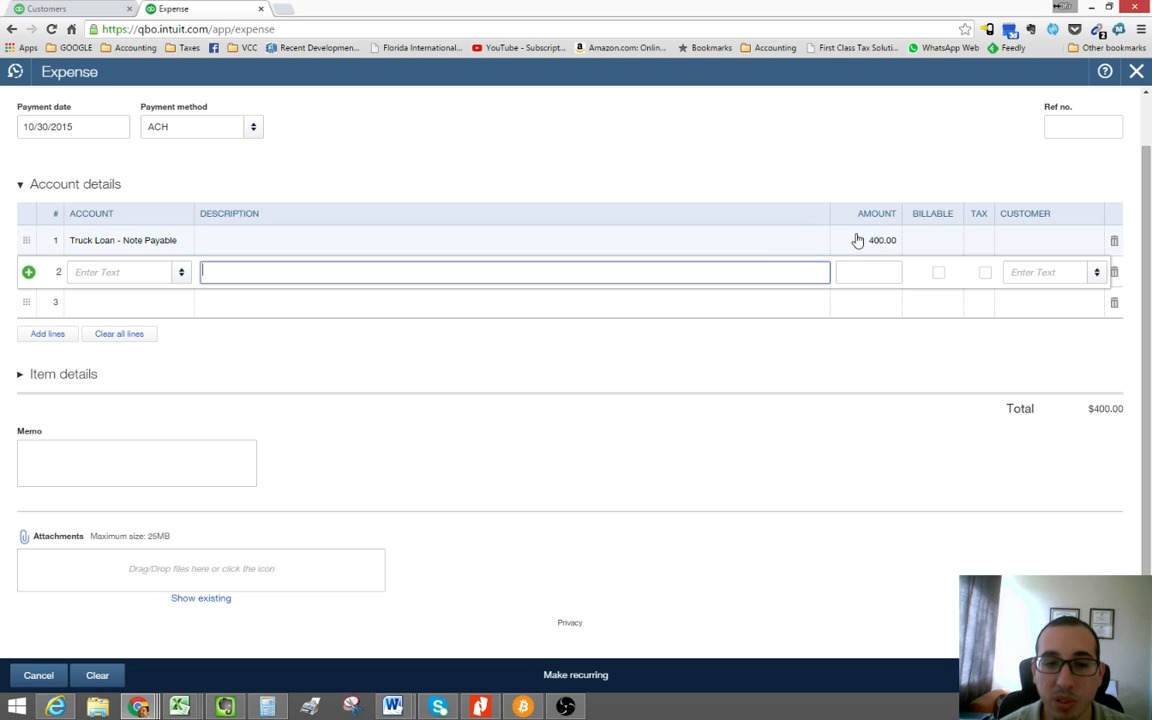 Customers
Expense
https://qbo.intuit.com/app/expense
Apps
GOOGLE
Accounting
Taxes
VCC
Recent Developmen...
Florida International...
YouTube - Subscript...
Amazon.com: Onlin...
Bookmarks
Accounting
First Class Tax Soluti...
WhatsApp Web
Feedly
Other bookmarks
Expense
Payment date
Payment method
Ref no.
10/30/2015
ACH
Account details
# ACCOUNT DESCRIPTION AMOUNT BILLABLE TAX CUSTOMER
1 Truck Loan - Note Payable 400.00
2 Enter Text Enter Text
3
Add lines
Clear all lines
Item details
Total $400.00
Memo
Attachments Maximum size: 25MB
Drag/Drop files here or click the icon
Show existing
Privacy
Cancel
Clear
Make recurring